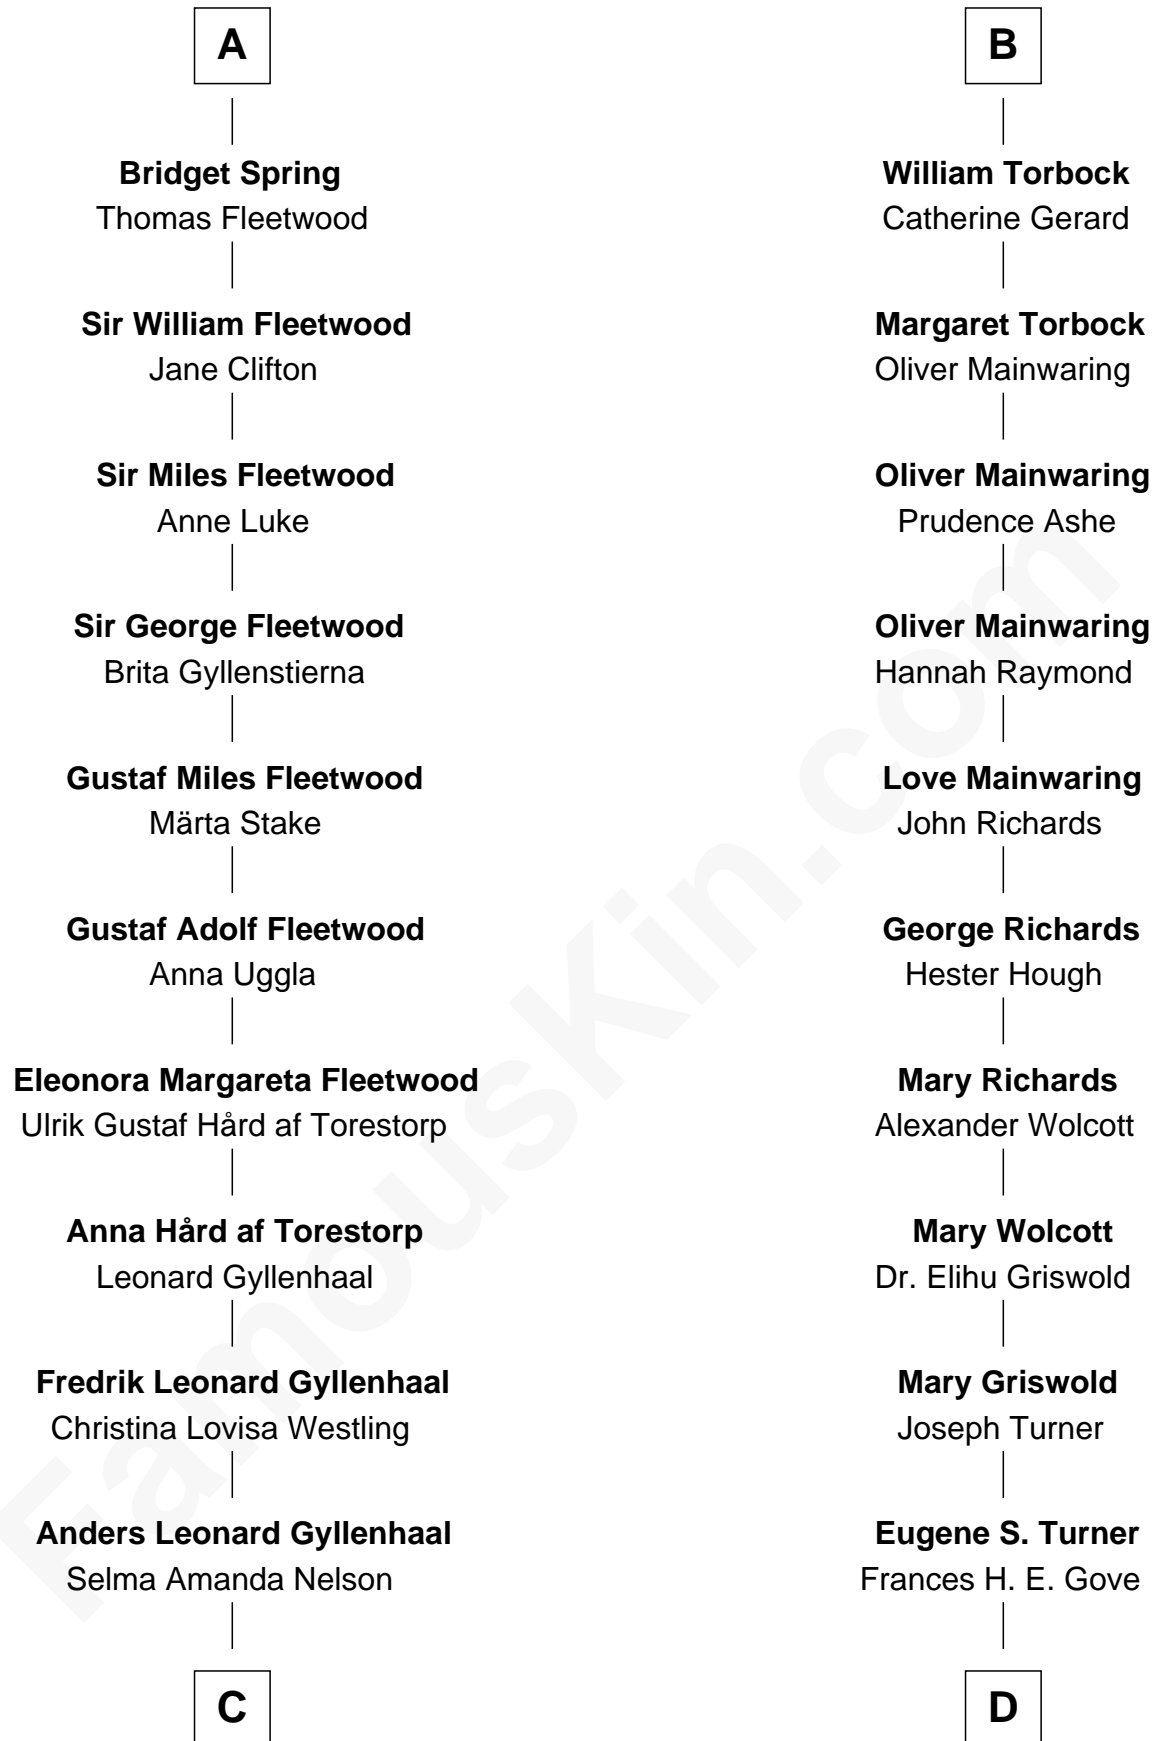 A
Bridget Spring
Thomas Fleetwood
Sir William Fleetwood
Jane Clifton
Sir Miles Fleetwood
Anne Luke
Sir George Fleetwood
Brita Gyllenstierna
Gustaf Miles Fleetwood
Märta Stake
Gustaf Adolf Fleetwood
Anna Uggla
Eleonora Margareta Fleetwood
Ulrik Gustaf Hård af Torestorp
Anna Hård af Torestorp
Leonard Gyllenhaal
Fredrik Leonard Gyllenhaal
Christina Lovisa Westling
Anders Leonard Gyllenhaal
Selma Amanda Nelson
C
B
William Torbock
Catherine Gerard
Margaret Torbock
Oliver Mainwaring
Oliver Mainwaring
Prudence Ashe
Oliver Mainwaring
Hannah Raymond
Love Mainwaring
John Richards
George Richards
Hester Hough
Mary Richards
Alexander Wolcott
Mary Wolcott
Dr. Elihu Griswold
Mary Griswold
Joseph Turner
Eugene S. Turner
Frances H. E. Gove
D
FamousKin.com